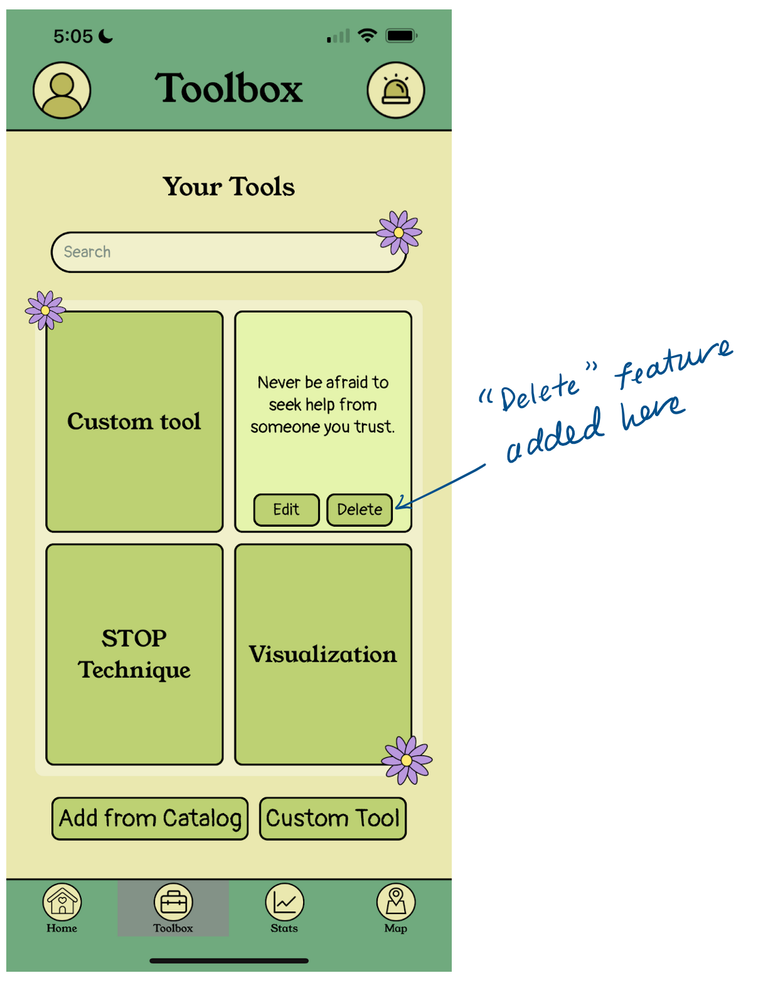 5:05
Toolbox
Your Tools
Search
Custom tool
Never be afraid to
seek help from
someone you trust.
Edit
Delete
"Delete" feature
added here
STOP
Technique
Visualization
Add from Catalog
Custom Tool
Home
Toolbox
Stats
Map